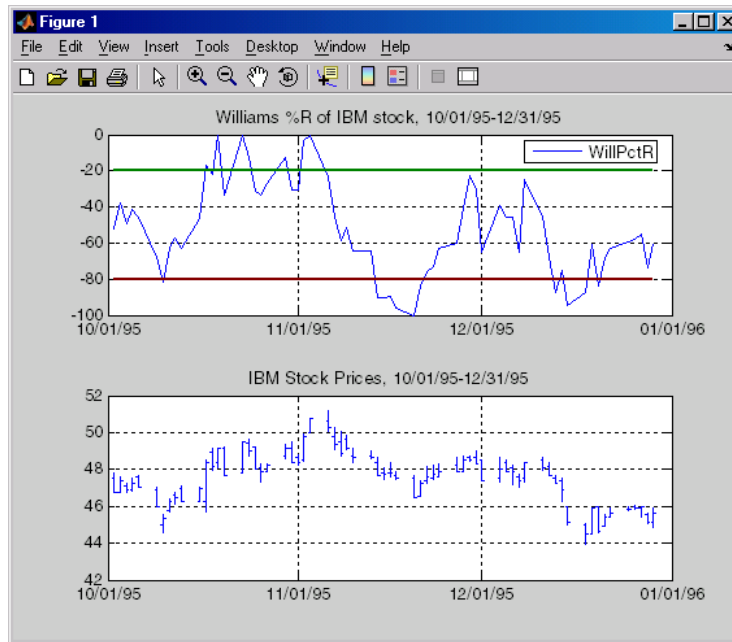 Figure 1
File Edit View Insert Tools Desktop Window Help
Williams %R of IBM stock, 10/01/95-12/31/95
0
WillPctR
-20
-40
-60
-80
-100
10/01/95 11/01/95 12/01/95 01/01/96
IBM Stock Prices, 10/01/95-12/31/95
52
50
48
46
44
42
10/01/95 11/01/95 12/01/95 01/01/96